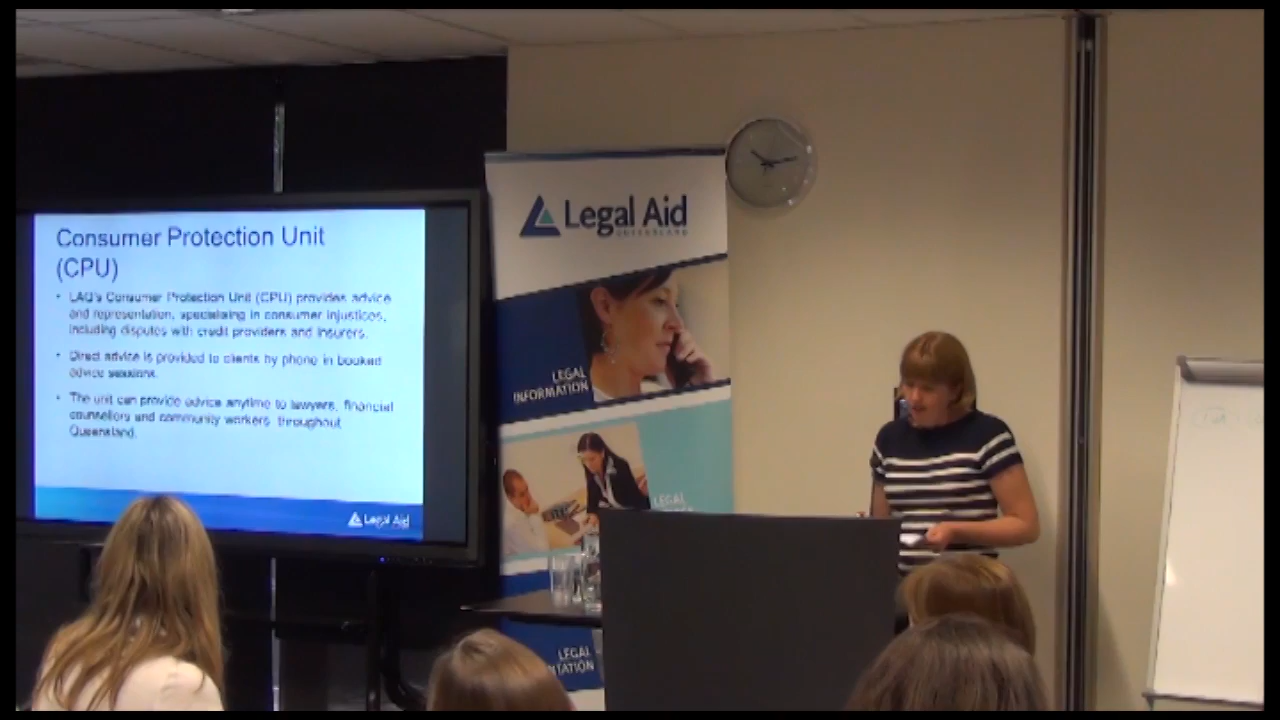 Consumer Protection Unit
(CPU)
• LAQ's Consumer Protection Unit (CPU) provides advice
and representation, specialising in consumer injustices,
including disputes with credit providers and insurers.
• Direct advice is provided to clients by phone in booked
advice sessions.
• The unit can provide advice anytime to lawyers, financial
counsellors and community workers, throughout
Queensland.
Legal Aid
Legal Aid
QUEENSLAND
LEGAL
INFORMATION
LEGAL
LEGAL
NTATION